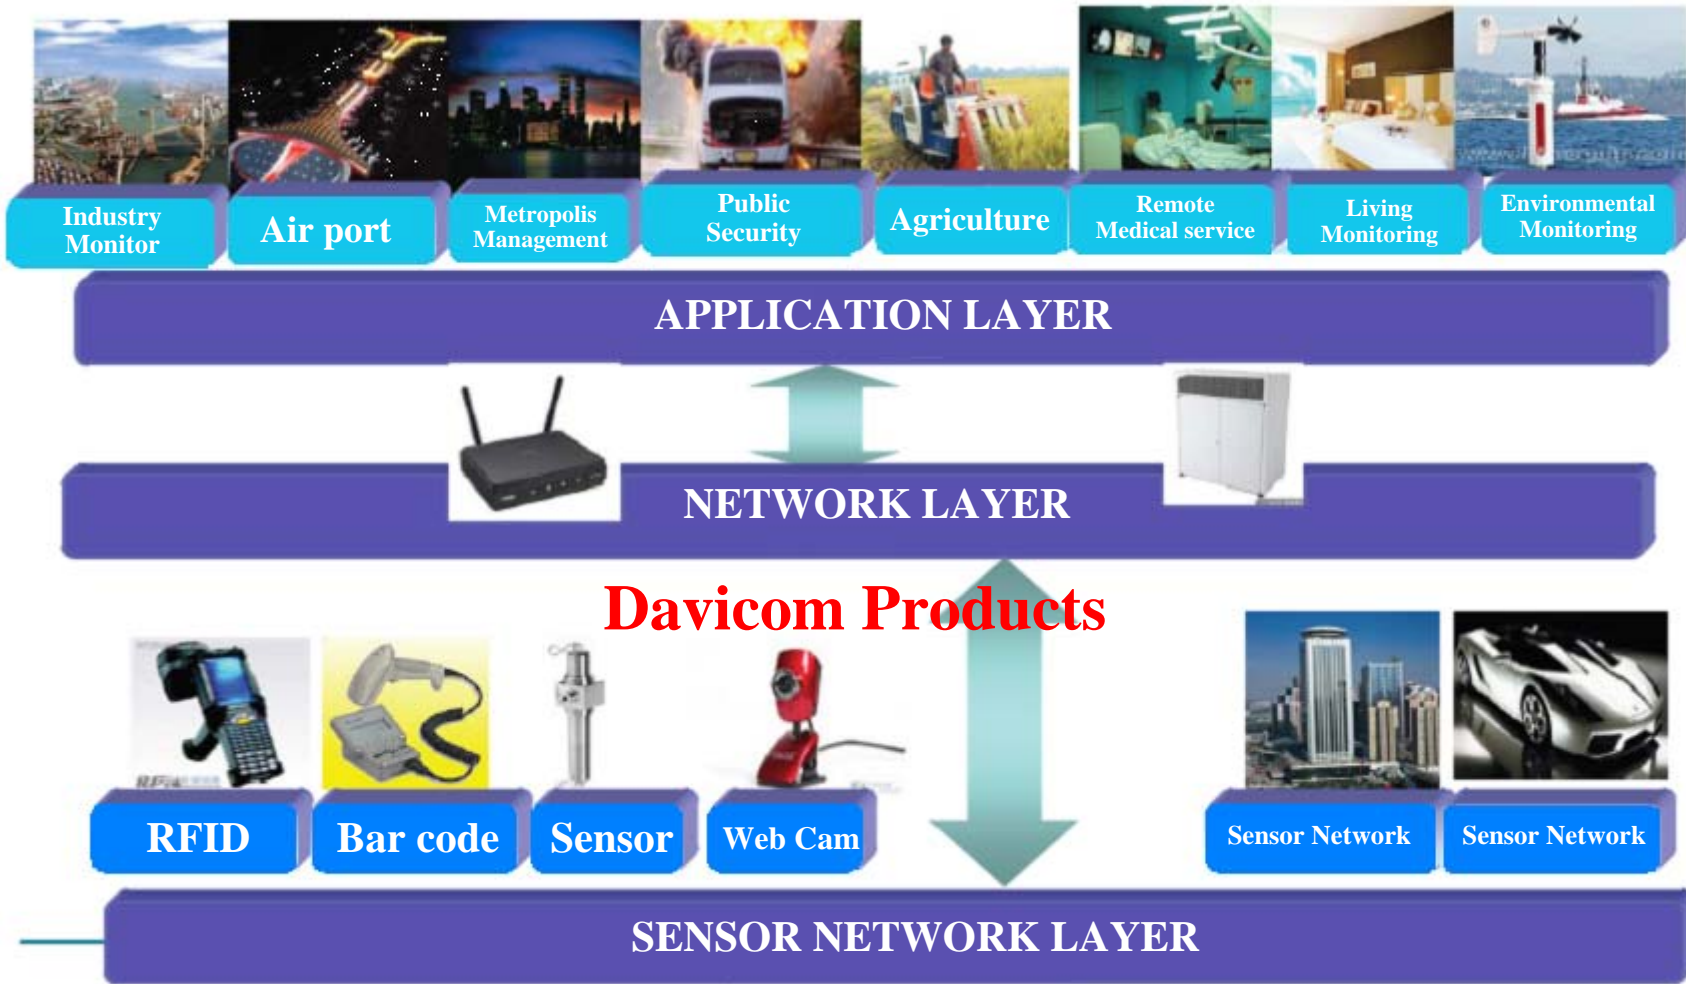 Industry
Monitor
Air port
Metropolis
Management
Public
Security
Agriculture
Remote
Medical service
Living
Monitoring
Environmental
Monitoring
APPLICATION LAYER
NETWORK LAYER
Davicom Products
RFID
Bar code
Sensor
Web Cam
Sensor Network
Sensor Network
SENSOR NETWORK LAYER